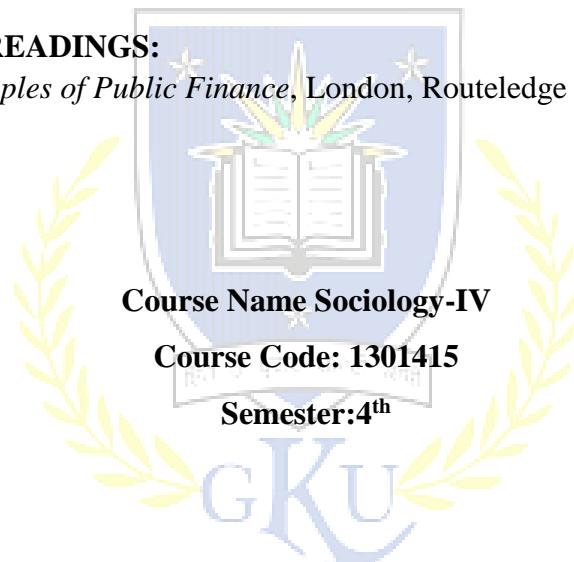 READINGS:
ples of Public Finance, London, Routeledge
Course Name Sociology-IV
Course Code: 1301415
Semester:4th
GKU